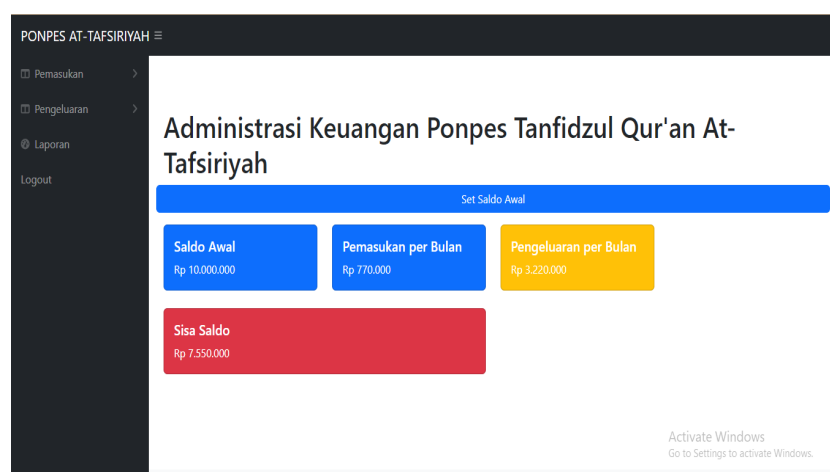 PONPES AT-TAFSIRIYAH
Pemasukan
Pengeluaran
Laporan
Logout
Administrasi Keuangan Ponpes Tanfidzul Qur'an At-
Tafsiriyah
Set Saldo Awal
Saldo Awal
Rp 10.000.000
Pemasukan per Bulan
Rp 770.000
Pengeluaran per Bulan
Rp 3.220.000
Sisa Saldo
Rp 7.550.000
Activate Windows
Go to Settings to activate Windows.